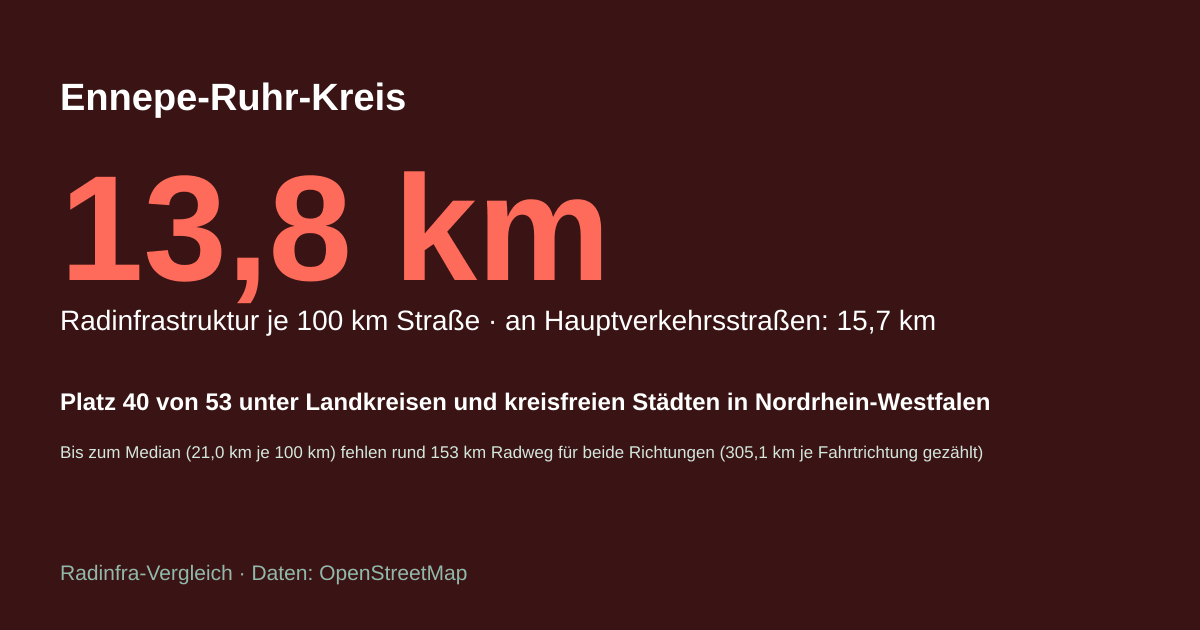 Ennepe-Ruhr-Kreis
13,8 km
Radinfrastruktur je 100 km Straße · an Hauptverkehrsstraßen: 15,7 km
Platz 40 von 53 unter Landkreisen und kreisfreien Städten in Nordrhein-Westfalen
Bis zum Median (21,0 km je 100 km) fehlen rund 153 km Radweg für beide Richtungen (305,1 km je Fahrtrichtung gezählt)
Radinfra-Vergleich · Daten: OpenStreetMap